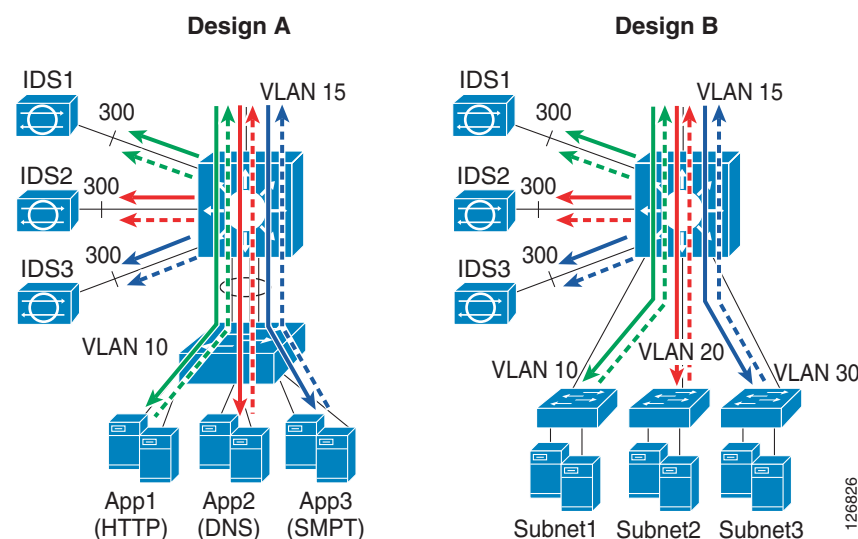 Design A
IDS1
300
VLAN 15
IDS2
300
IDS3
300
VLAN 10
App1
(HTTP)
App2
(DNS)
App3
(SMPT)
Design B
IDS1
300
VLAN 15
IDS2
300
IDS3
300
VLAN 10
VLAN 20
VLAN 30
Subnet1
Subnet2
Subnet3
126826